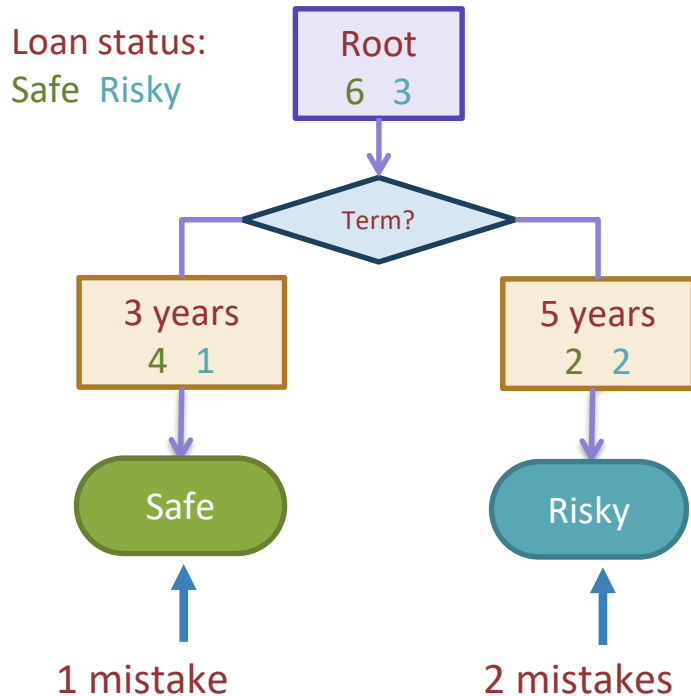 Loan status:
Safe Risky
Root
6 3
Term?
3 years
4 1
5 years
2 2
Safe
Risky
1 mistake
2 mistakes